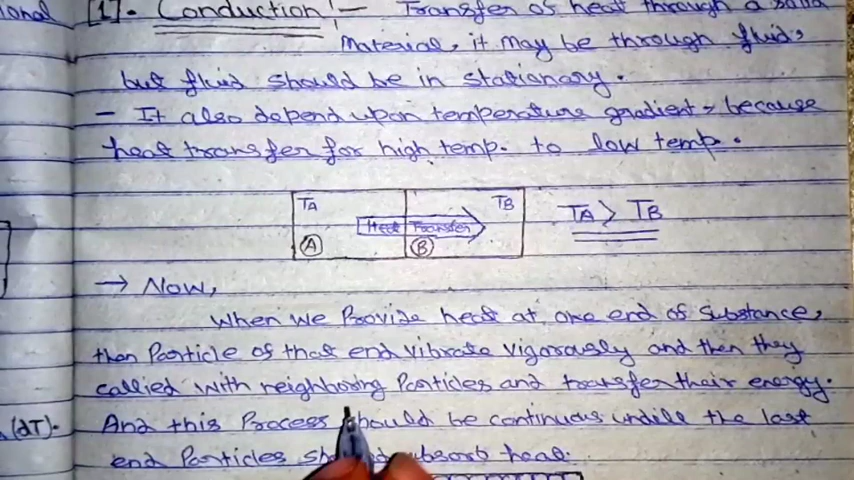 ional
[1]. Conduction :- Transfer of heat through a solid
Material, it may be through fluid,
but fluid should be in stationary.
- It also depend upon temperature gradient, because
heat transfer for high temp. to low temp.
TA TB TA > TB
Heat Transfer
A B
→ Now,
When we Provide heat at one end of Substance,
then Particle of that end vibrate vigorously and then they
callied with neighboring Particles and transfer their energy.
(dT). And this Process should be continuous untill the last
end Particles absorb heat.